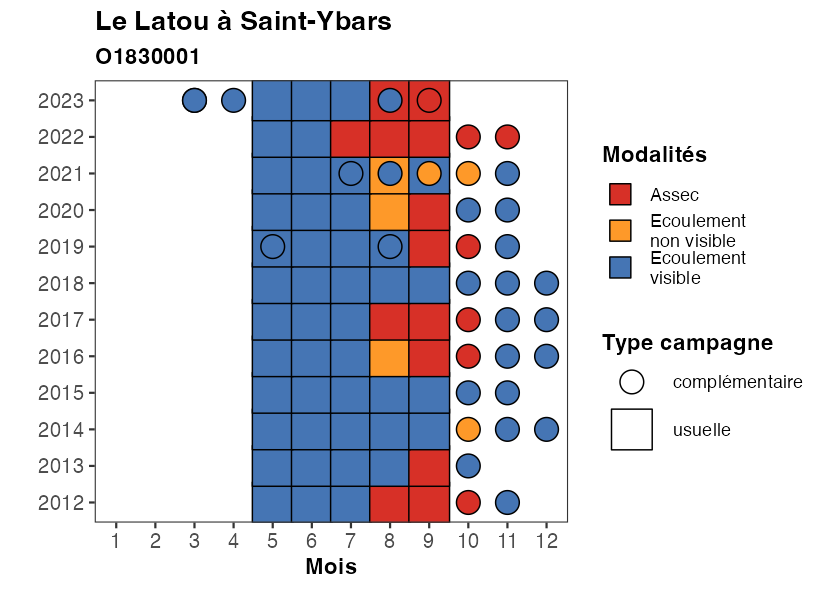 Le Latou à Saint-Ybars
O1830001
2023
2022
2021
2020
2019
2018
2017
2016
2015
2014
2013
2012
1 2 3 4 5 6 7 8 9 10 11 12
Mois
Modalités
Assec
Ecoulement
non visible
Ecoulement
visible
Type campagne
complémentaire
usuelle